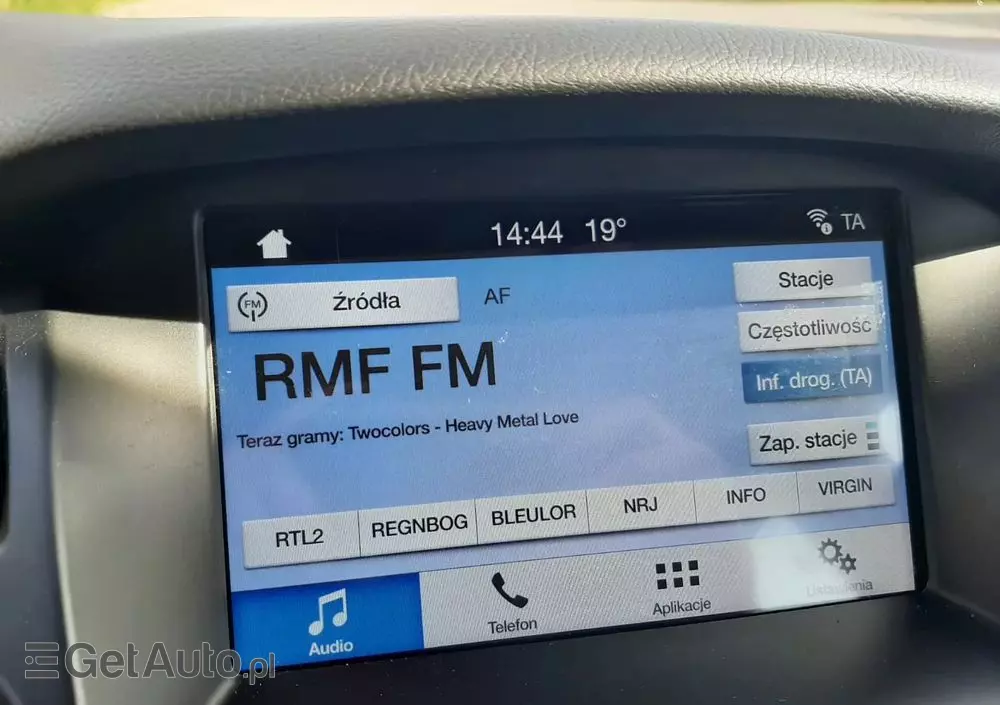 14:44 19° TA
FM Źródła
AF
Stacje
Częstotliwość
RMF FM
Inf. drog. (TA)
Teraz gramy: Twocolors - Heavy Metal Love
Zap. stacje
RTL2 REGNBOG BLEULOR NRJ INFO VIRGIN
Audio Telefon Aplikacje Ustawienia
GetAuto.pl